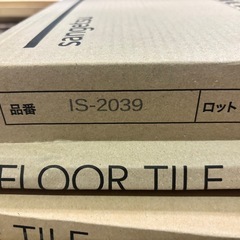 sangetsu
品番 IS-2039 ロット
FLOOR TILE
TILE